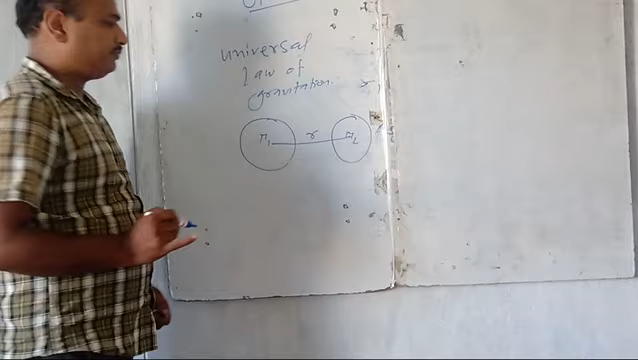 universal
law of
gravitation
m₁ r m₂